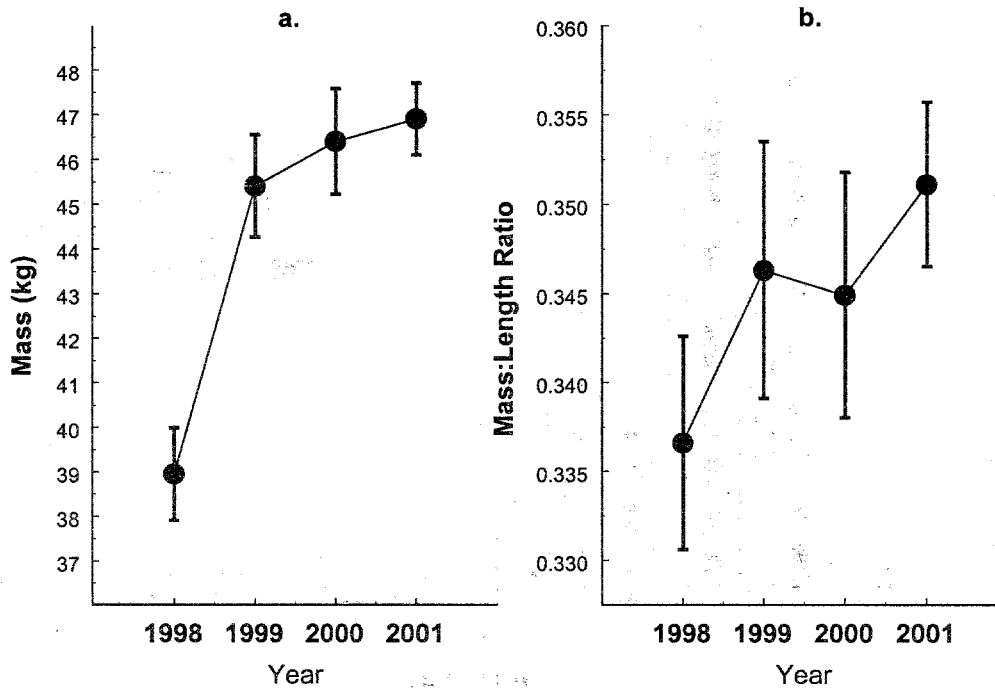 a.
Mass (kg)
48
47
46
45
44
43
42
41
40
39
38
37
1998 1999 2000 2001
Year
b.
Mass:Length Ratio
0.360
0.355
0.350
0.345
0.340
0.335
0.330
1998 1999 2000 2001
Year